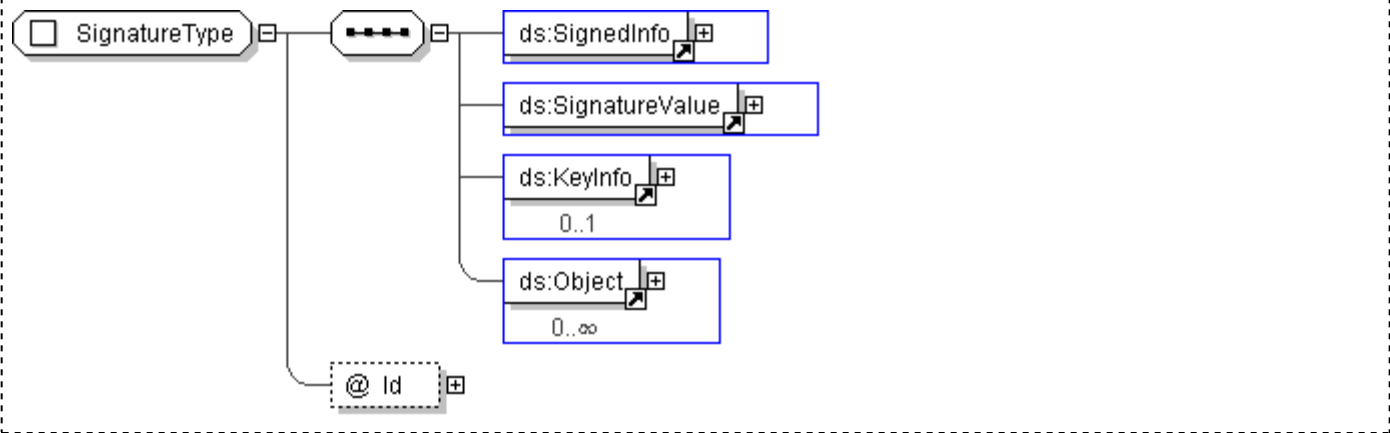 SignatureType
ds:SignedInfo
ds:SignatureValue
ds:KeyInfo
0..1
ds:Object
0..∞
@ Id